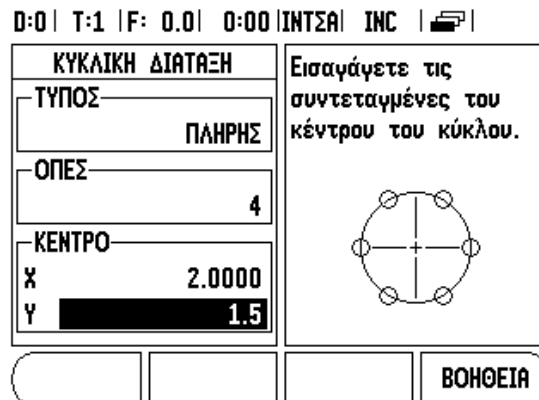 D:0 T:1 F: 0.0 0:00 ΙΝΤΣΑ INC
ΚΥΚΛΙΚΗ ΔΙΑΤΑΞΗ
ΤΥΠΟΣ
ΠΛΗΡΗΣ
ΟΠΕΣ
4
ΚΕΝΤΡΟ
X 2.0000
Y 1.5
Εισαγάγετε τις
συντεταγμένες του
κέντρου του κύκλου.
ΒΟΗΘΕΙΑ